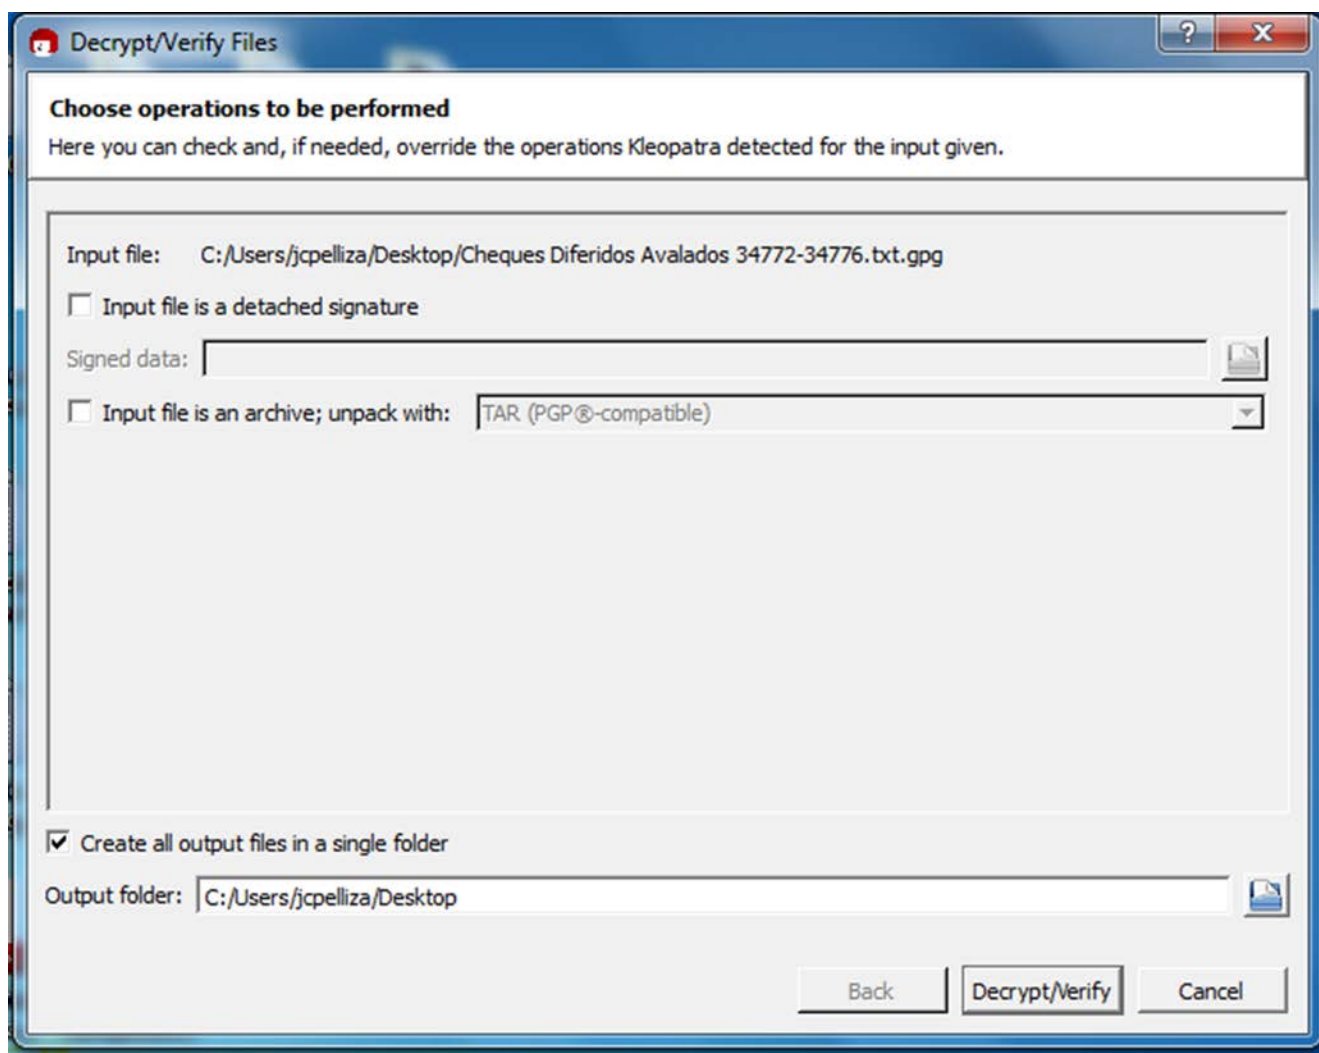 Decrypt/Verify Files
?
X
Choose operations to be performed
Here you can check and, if needed, override the operations Kleopatra detected for the input given.
Input file: C:/Users/jcpelliza/Desktop/Cheques Diferidos Avalados 34772-34776.txt.gpg
Input file is a detached signature
Signed data:
Input file is an archive; unpack with: TAR (PGP®-compatible)
Create all output files in a single folder
Output folder: C:/Users/jcpelliza/Desktop
Back Decrypt/Verify Cancel